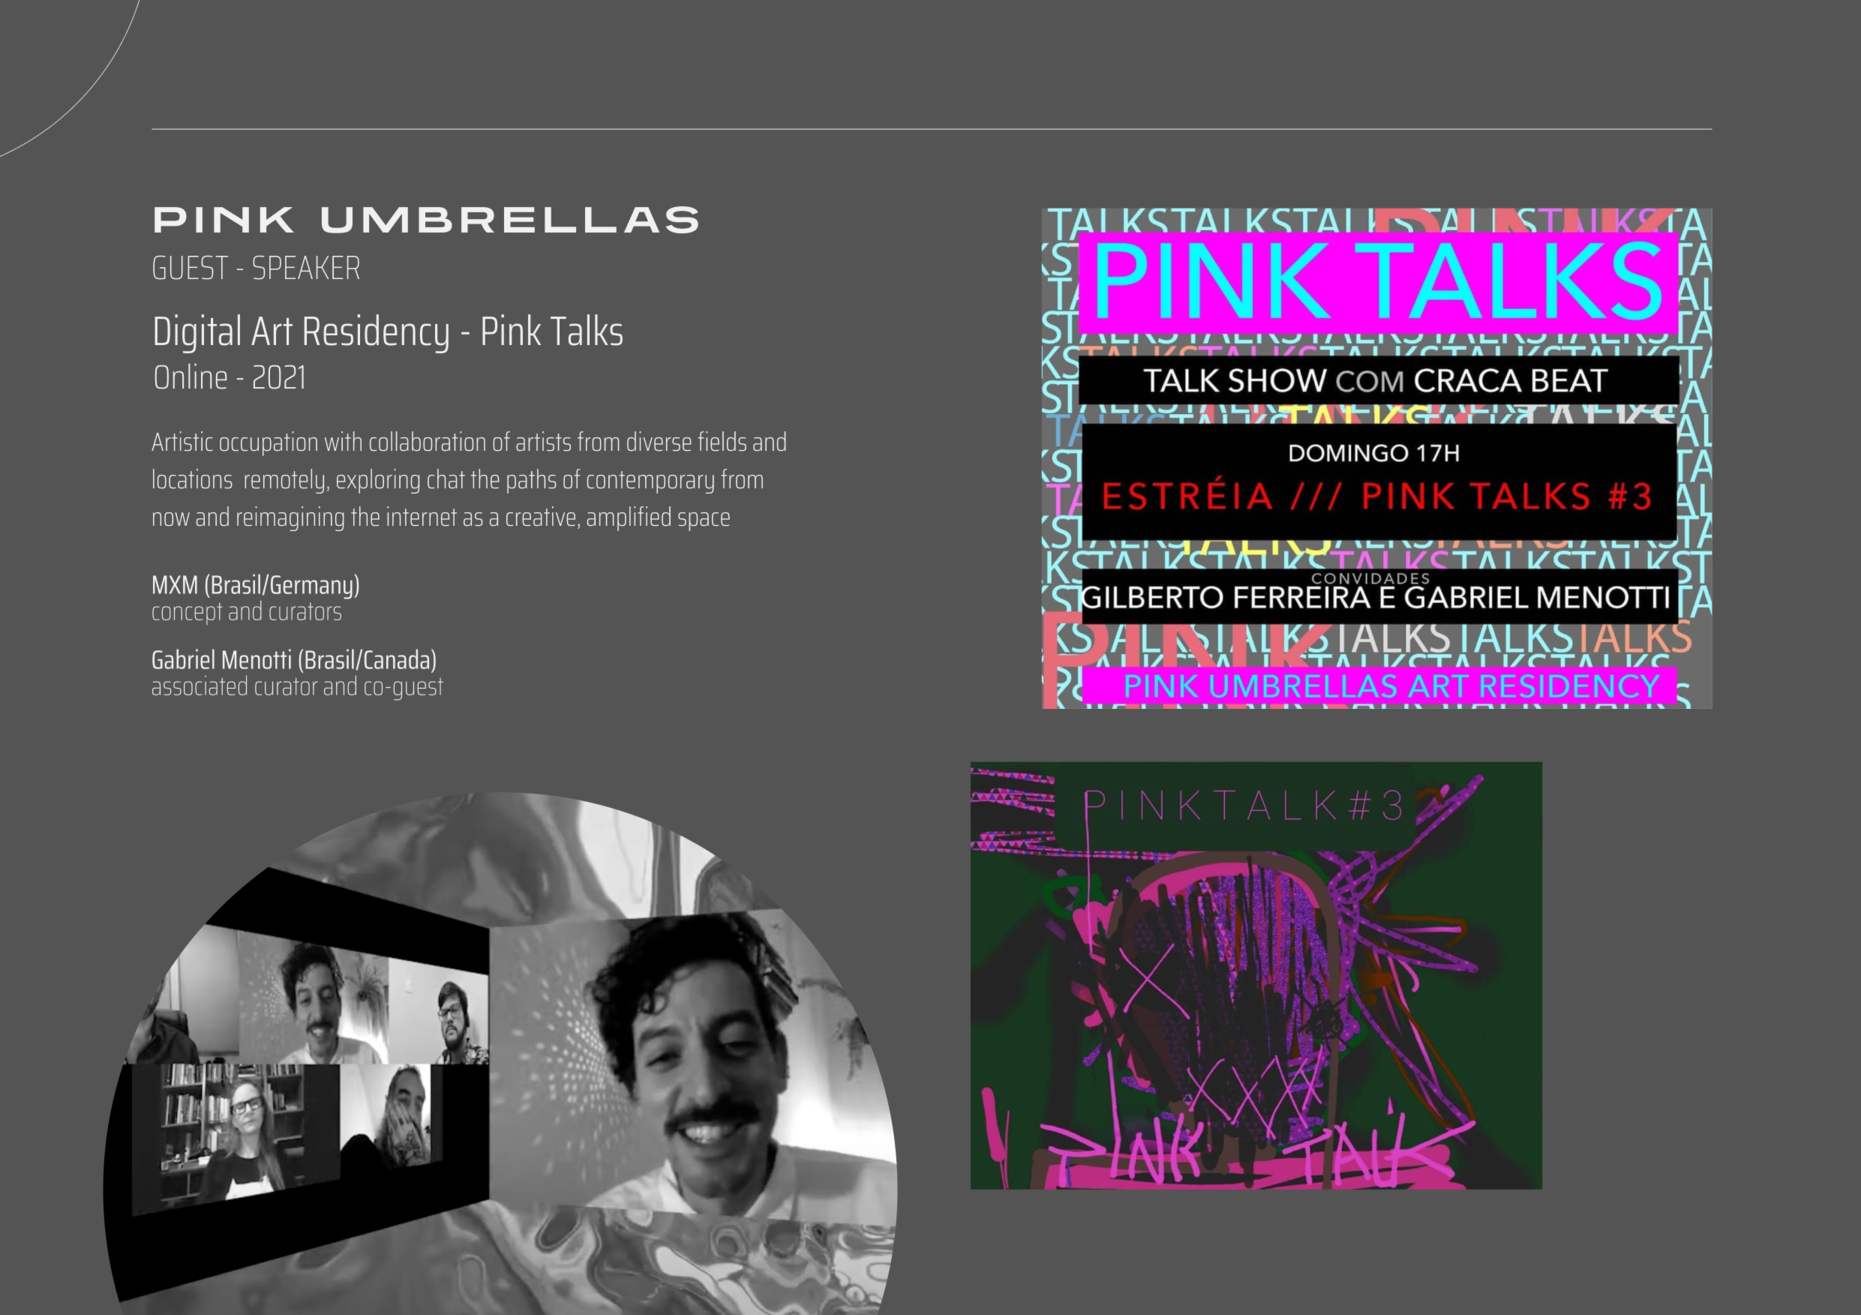 PINK UMBRELLAS
GUEST - SPEAKER
Digital Art Residency - Pink Talks
Online - 2021
Artistic occupation with collaboration of artists from diverse fields and
locations remotely, exploring chat the paths of contemporary from
now and reimagining the internet as a creative, amplified space
MXM (Brasil/Germany)
concept and curators
Gabriel Menotti (Brasil/Canada)
associated curator and co-guest
PINK TALKS
TALK SHOW COM CRACA BEAT
DOMINGO 17H
ESTRÉIA /// PINK TALKS #3
CONVIDADES
GILBERTO FERREIRA E GABRIEL MENOTTI
PINK UMBRELLAS ART RESIDENCY
PINKTALK#3
PINK TALK